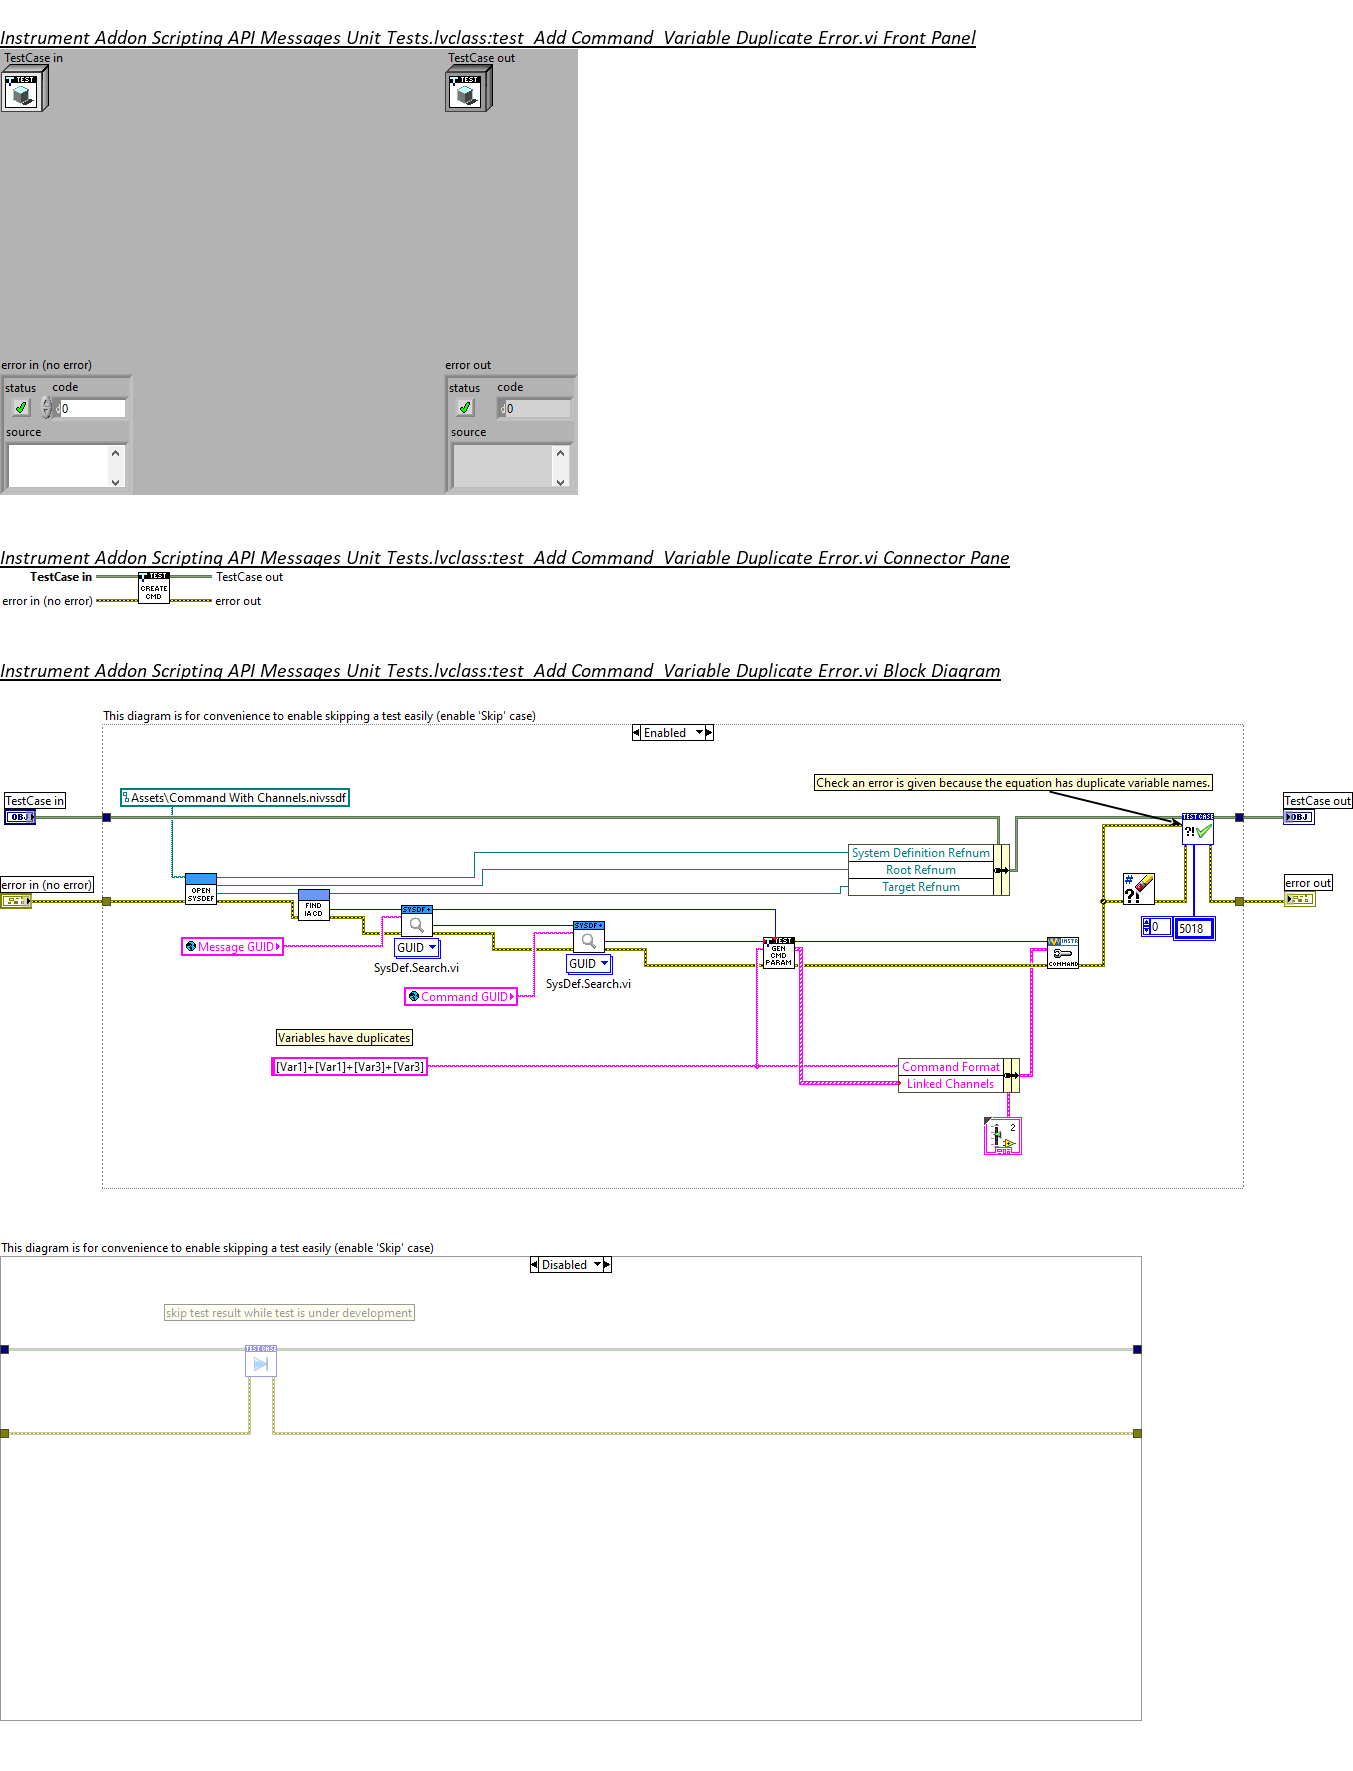 Instrument Addon Scripting API Messages Unit Tests.lvclass:test_Add Command_Variable Duplicate Error.vi Front Panel
TestCase in
TestCase out
TEST
TEST
error in (no error)
error out
status code
status code
d0
d0
source
source
Instrument Addon Scripting API Messages Unit Tests.lvclass:test_Add Command_Variable Duplicate Error.vi Connector Pane
TestCase in
TEST
CREATE
CMD
TestCase out
error in (no error)
error out
Instrument Addon Scripting API Messages Unit Tests.lvclass:test_Add Command_Variable Duplicate Error.vi Block Diagram
This diagram is for convenience to enable skipping a test easily (enable 'Skip' case)
Enabled
Check an error is given because the equation has duplicate variable names.
TestCase in
OBJ
Assets\Command With Channels.nivssdf
TestCase out
OBJ
TEST CASE
?!
System Definition Refnum
Root Refnum
Target Refnum
error in (no error)
error out
OPEN
SYSDEF
FIND
IACD
SYSDF
GUID
SysDef.Search.vi
SYSDF
GUID
SysDef.Search.vi
Message GUID
Command GUID
TEST
GEN
CMD
PARAM
INSTR
COMMAND
#
?!
0
5018
Variables have duplicates
[Var1]+[Var1]+[Var3]+[Var3]
Command Format
Linked Channels
2
This diagram is for convenience to enable skipping a test easily (enable 'Skip' case)
Disabled
skip test result while test is under development
TEST CASE